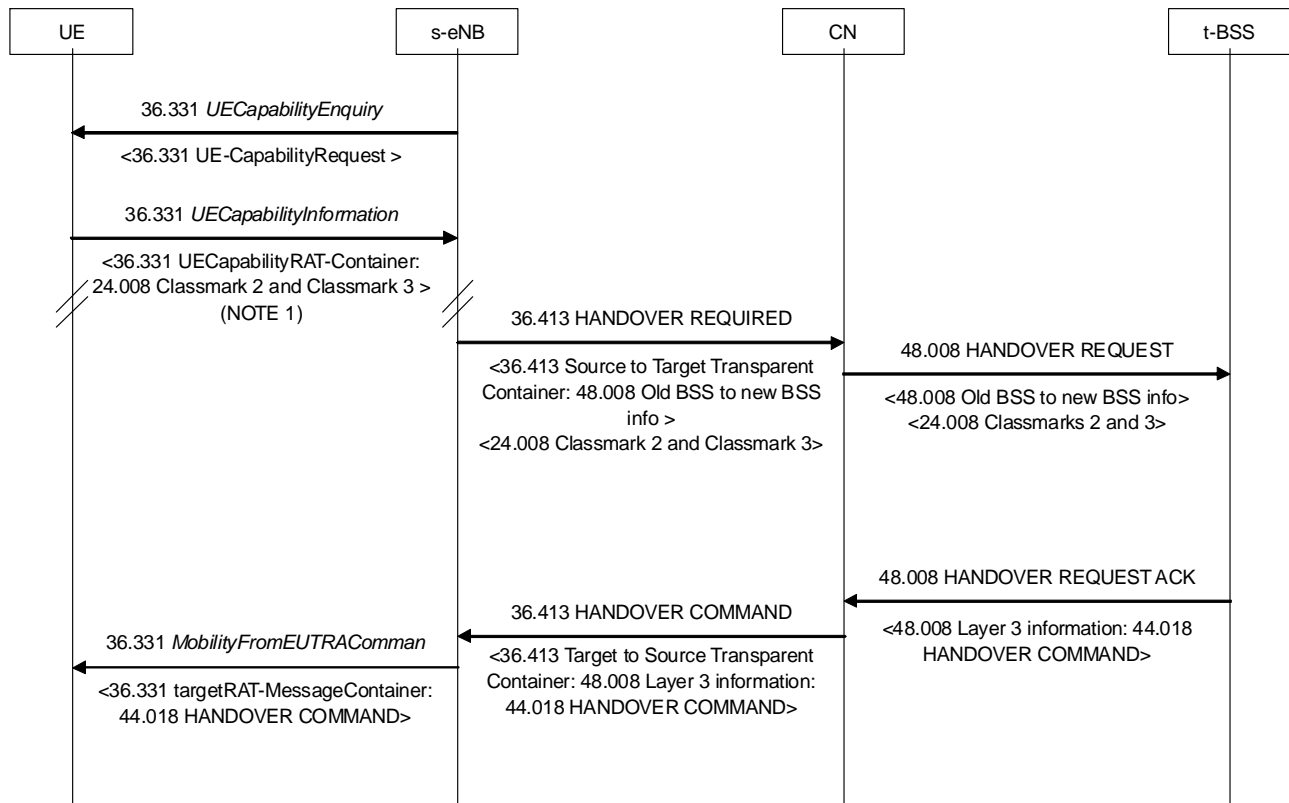 UE
s-eNB
CN
t-BSS
36.331 UECapabilityEnquiry
<36.331 UE-CapabilityRequest >
36.331 UECapabilityInformation
<36.331 UECapabilityRAT-Container:
24.008 Classmark 2 and Classmark 3 >
(NOTE 1)
36.413 HANDOVER REQUIRED
<36.413 Source to Target Transparent
Container: 48.008 Old BSS to new BSS
info >
<24.008 Classmark 2 and Classmark 3>
48.008 HANDOVER REQUEST
<48.008 Old BSS to new BSS info>
<24.008 Classmarks 2 and 3>
48.008 HANDOVER REQUEST ACK
<48.008 Layer 3 information: 44.018
HANDOVER COMMAND>
36.413 HANDOVER COMMAND
<36.413 Target to Source Transparent
Container: 48.008 Layer 3 information:
44.018 HANDOVER COMMAND>
36.331 MobilityFromEUTRAComman
<36.331 targetRAT-MessageContainer:
44.018 HANDOVER COMMAND>